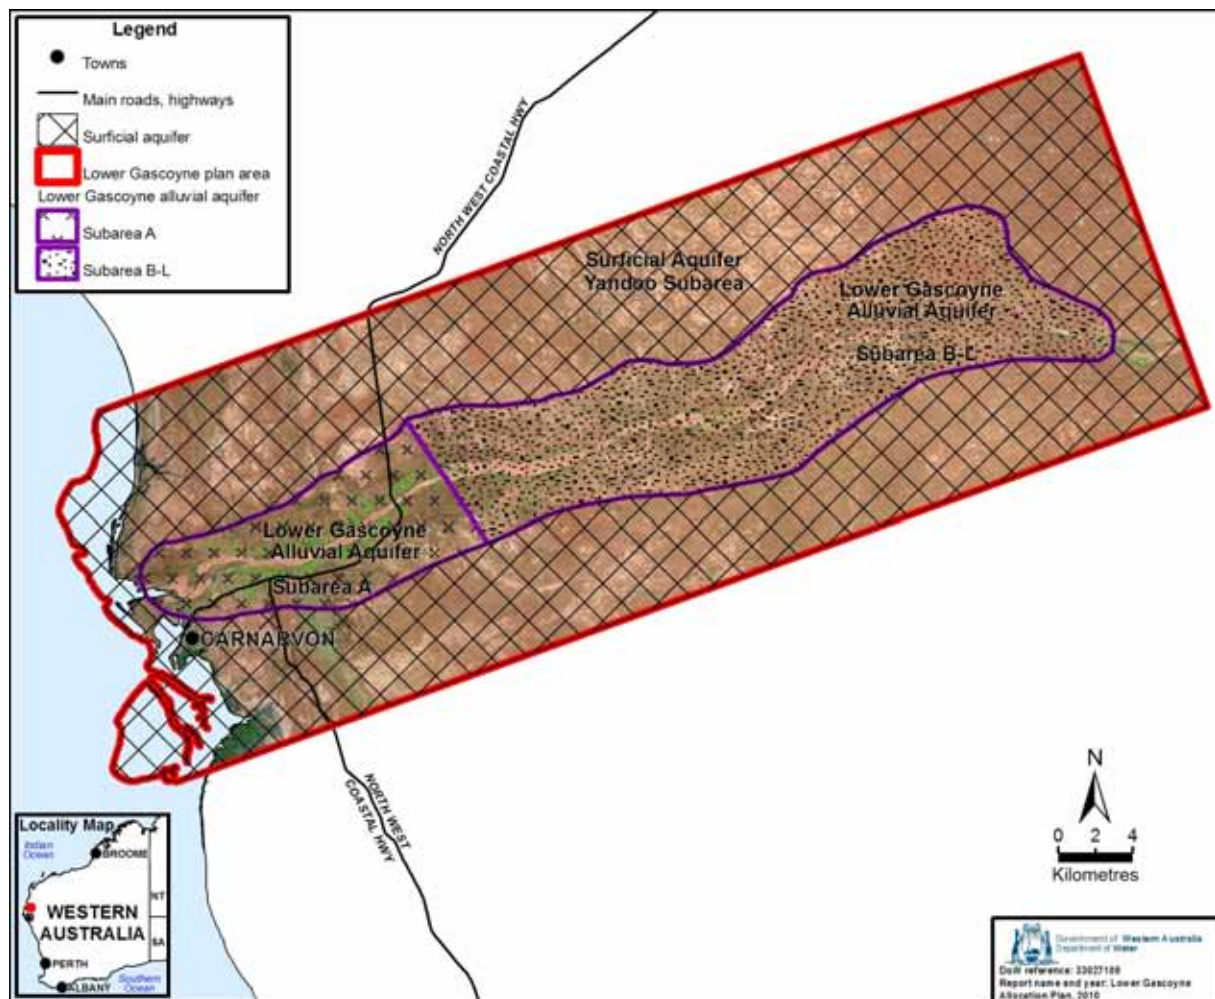 Legend
Towns
Main roads, highways
Surficial aquifer
Lower Gascoyne plan area
Lower Gascoyne alluvial aquifer
Subarea A
Subarea B-L
NORTH WEST COASTAL HWY
Surficial Aquifer
Yandoo Subarea
Lower Gascoyne
Alluvial Aquifer
Subarea B-L
Lower Gascoyne
Alluvial Aquifer
Subarea A
CARNARVON
NORTH WEST
COASTAL HWY
N
0 2 4
Kilometres
Locality Map
Indian
Ocean
BROOME
NT
WESTERN
AUSTRALIA
SA
PERTH
ALBANY
Southern
Ocean
Government of Western Australia
Department of Water
DoW reference:
Report name and year: Lower Gascoyne
Allocation Plan, 2010